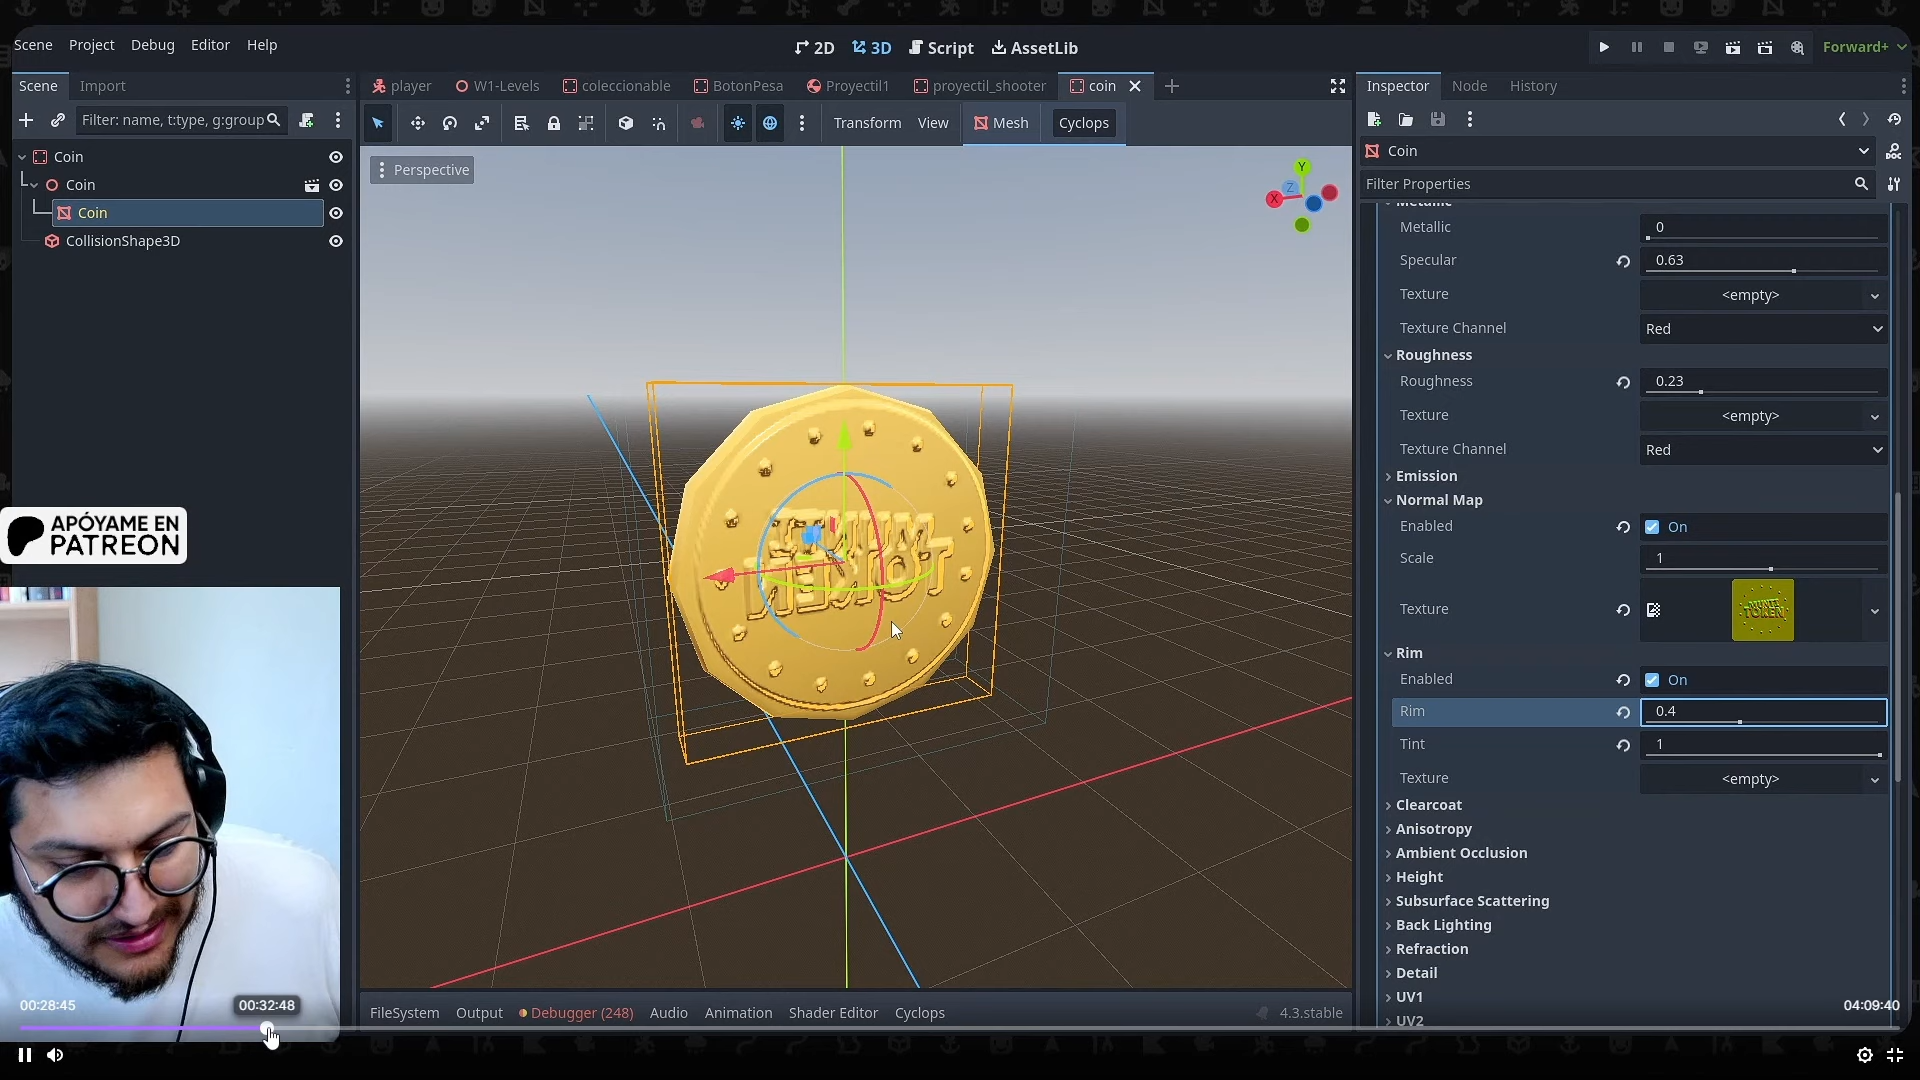 Scene Project Debug Editor Help
2D 3D Script AssetLib
Forward+
Scene Import
player W1-Levels coleccionable BotonPesa Proyectil1 proyectil_shooter coin
Inspector Node History
Filter: name, t:type, g:group
Transform View Mesh Cyclops
Coin
Coin
Coin
CollisionShape3D
Perspective
Y
Z
X
Coin
DOC
Filter Properties
Metallic
Metallic 0
Specular 0.63
Texture <empty>
Texture Channel Red
Roughness
Roughness 0.23
Texture <empty>
Texture Channel Red
Emission
Normal Map
Enabled On
Scale 1
Texture
TOKEN
Rim
Enabled On
Rim 0.4
Tint 1
Texture <empty>
Clearcoat
Anisotropy
Ambient Occlusion
Height
Subsurface Scattering
Back Lighting
Refraction
Detail
UV1
UV2
APÓYAME EN
PATREON
FileSystem Output Debugger (248) Audio Animation Shader Editor Cyclops 4.3.stable
00:28:45 00:32:48 04:09:40